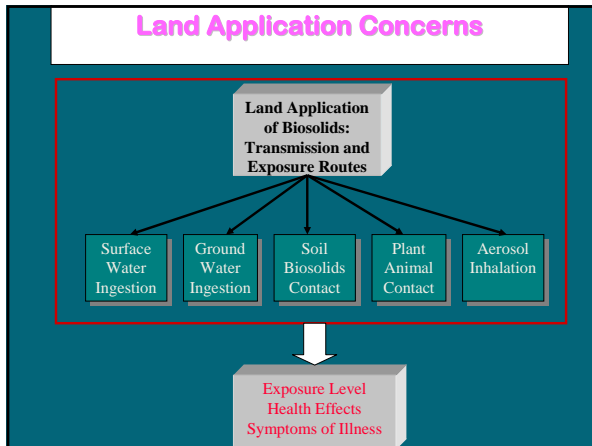 Land Application Concerns
Land Application
of Biosolids:
Transmission and
Exposure Routes
Surface
Water
Ingestion
Ground
Water
Ingestion
Soil
Biosolids
Contact
Plant
Animal
Contact
Aerosol
Inhalation
Exposure Level
Health Effects
Symptoms of Illness